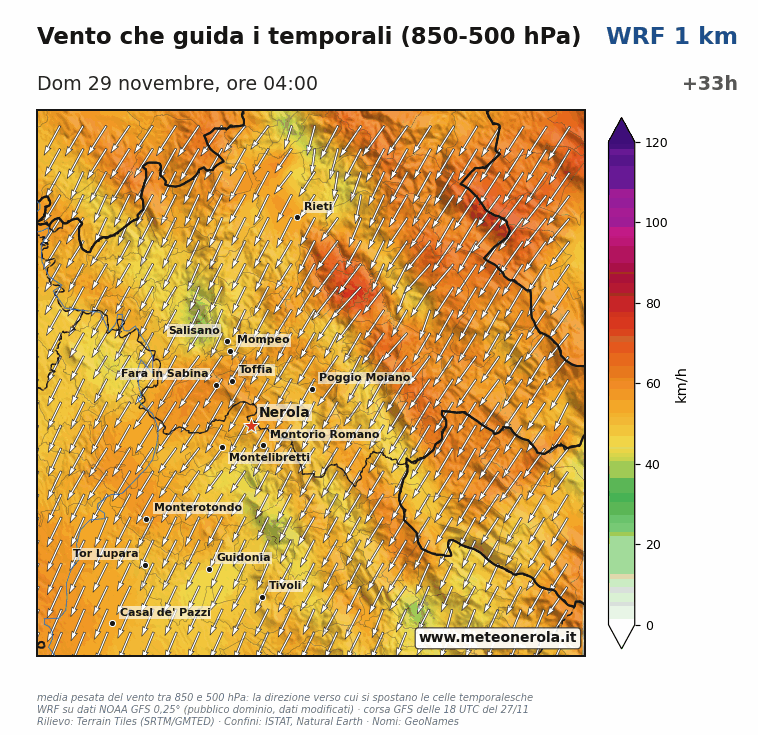 Vento che guida i temporali (850-500 hPa) WRF 1 km
Dom 29 novembre, ore 04:00 +33h
Rieti
Salisano
Mompeo
Fara in Sabina
Toffia
Poggio Moiano
Nerola
Montorio Romano
Montelibretti
Monterotondo
Tor Lupara
Guidonia
Tivoli
Casal de' Pazzi
www.meteonerola.it
120
100
80
60
40
20
0
km/h
media pesata del vento tra 850 e 500 hPa: la direzione verso cui si spostano le celle temporalesche
WRF su dati NOAA GFS 0,25° (pubblico dominio, dati modificati) · corsa GFS delle 18 UTC del 27/11
Rilievo: Terrain Tiles (SRTM/GMTED) · Confini: ISTAT, Natural Earth · Nomi: GeoNames